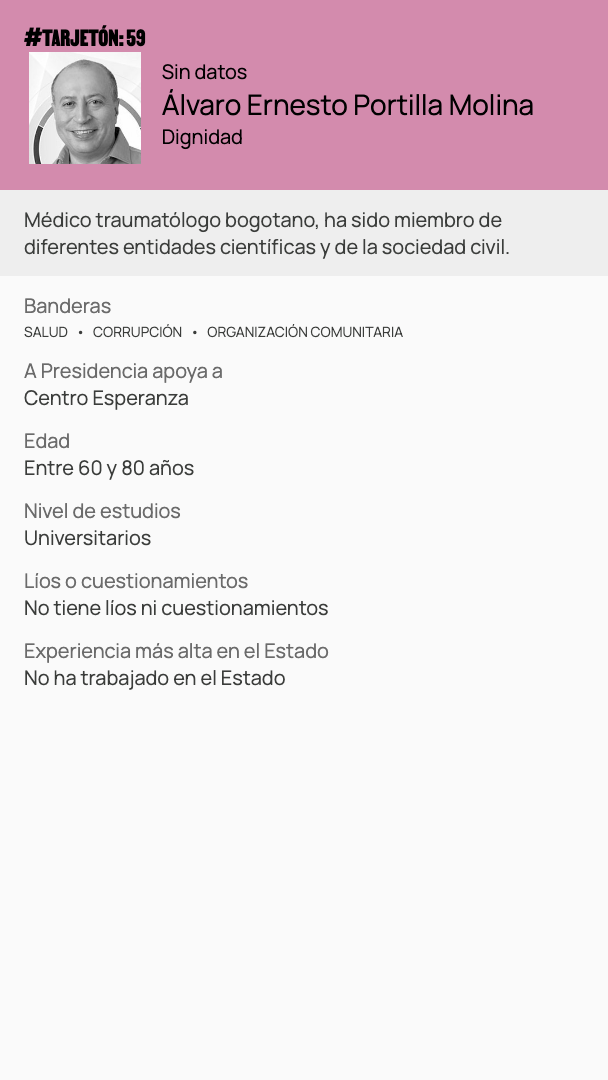 #TARJETÓN: 59
Sin datos
Álvaro Ernesto Portilla Molina
Dignidad
Médico traumatólogo bogotano, ha sido miembro de
diferentes entidades científicas y de la sociedad civil.
Banderas
SALUD • CORRUPCIÓN • ORGANIZACIÓN COMUNITARIA
A Presidencia apoya a
Centro Esperanza
Edad
Entre 60 y 80 años
Nivel de estudios
Universitarios
Líos o cuestionamientos
No tiene líos ni cuestionamientos
Experiencia más alta en el Estado
No ha trabajado en el Estado